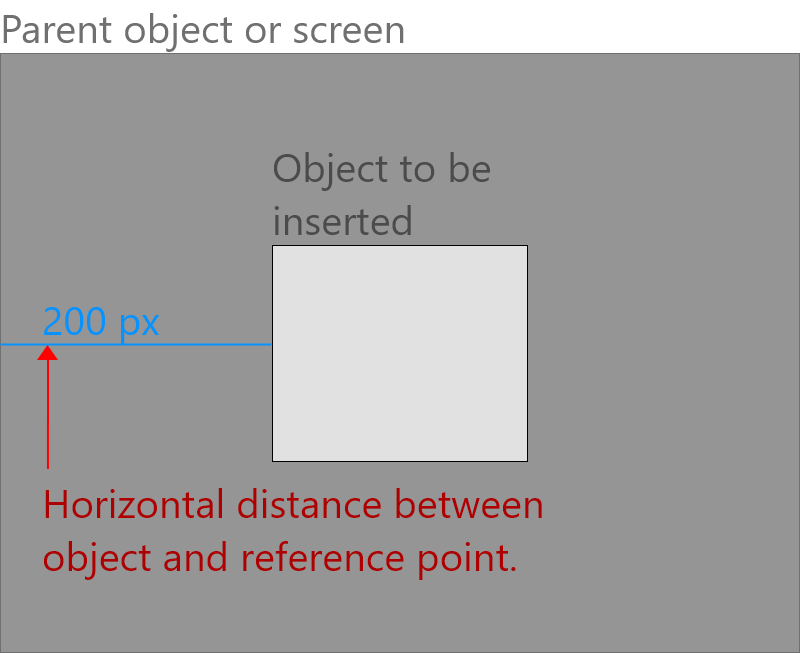 Parent object or screen
Object to be
inserted
200 px
Horizontal distance between
object and reference point.